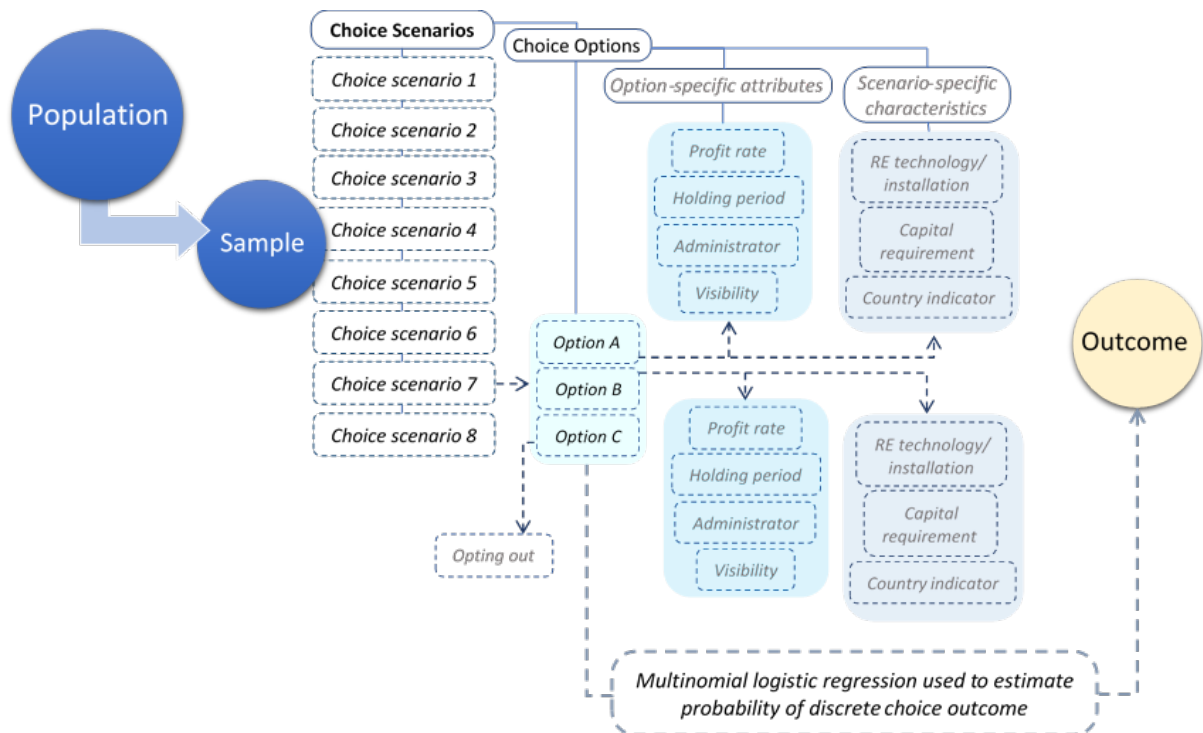 Population
Sample
Choice Scenarios
Choice scenario 1
Choice scenario 2
Choice scenario 3
Choice scenario 4
Choice scenario 5
Choice scenario 6
Choice scenario 7
Choice scenario 8
Choice Options
Option A
Option B
Option C
Opting out
Option-specific attributes
Profit rate
Holding period
Administrator
Visibility
Scenario-specific
characteristics
RE technology/
installation
Capital
requirement
Country indicator
Profit rate
Holding period
Administrator
Visibility
RE technology/
installation
Capital
requirement
Country indicator
Multinomial logistic regression used to estimate
probability of discrete choice outcome
Outcome